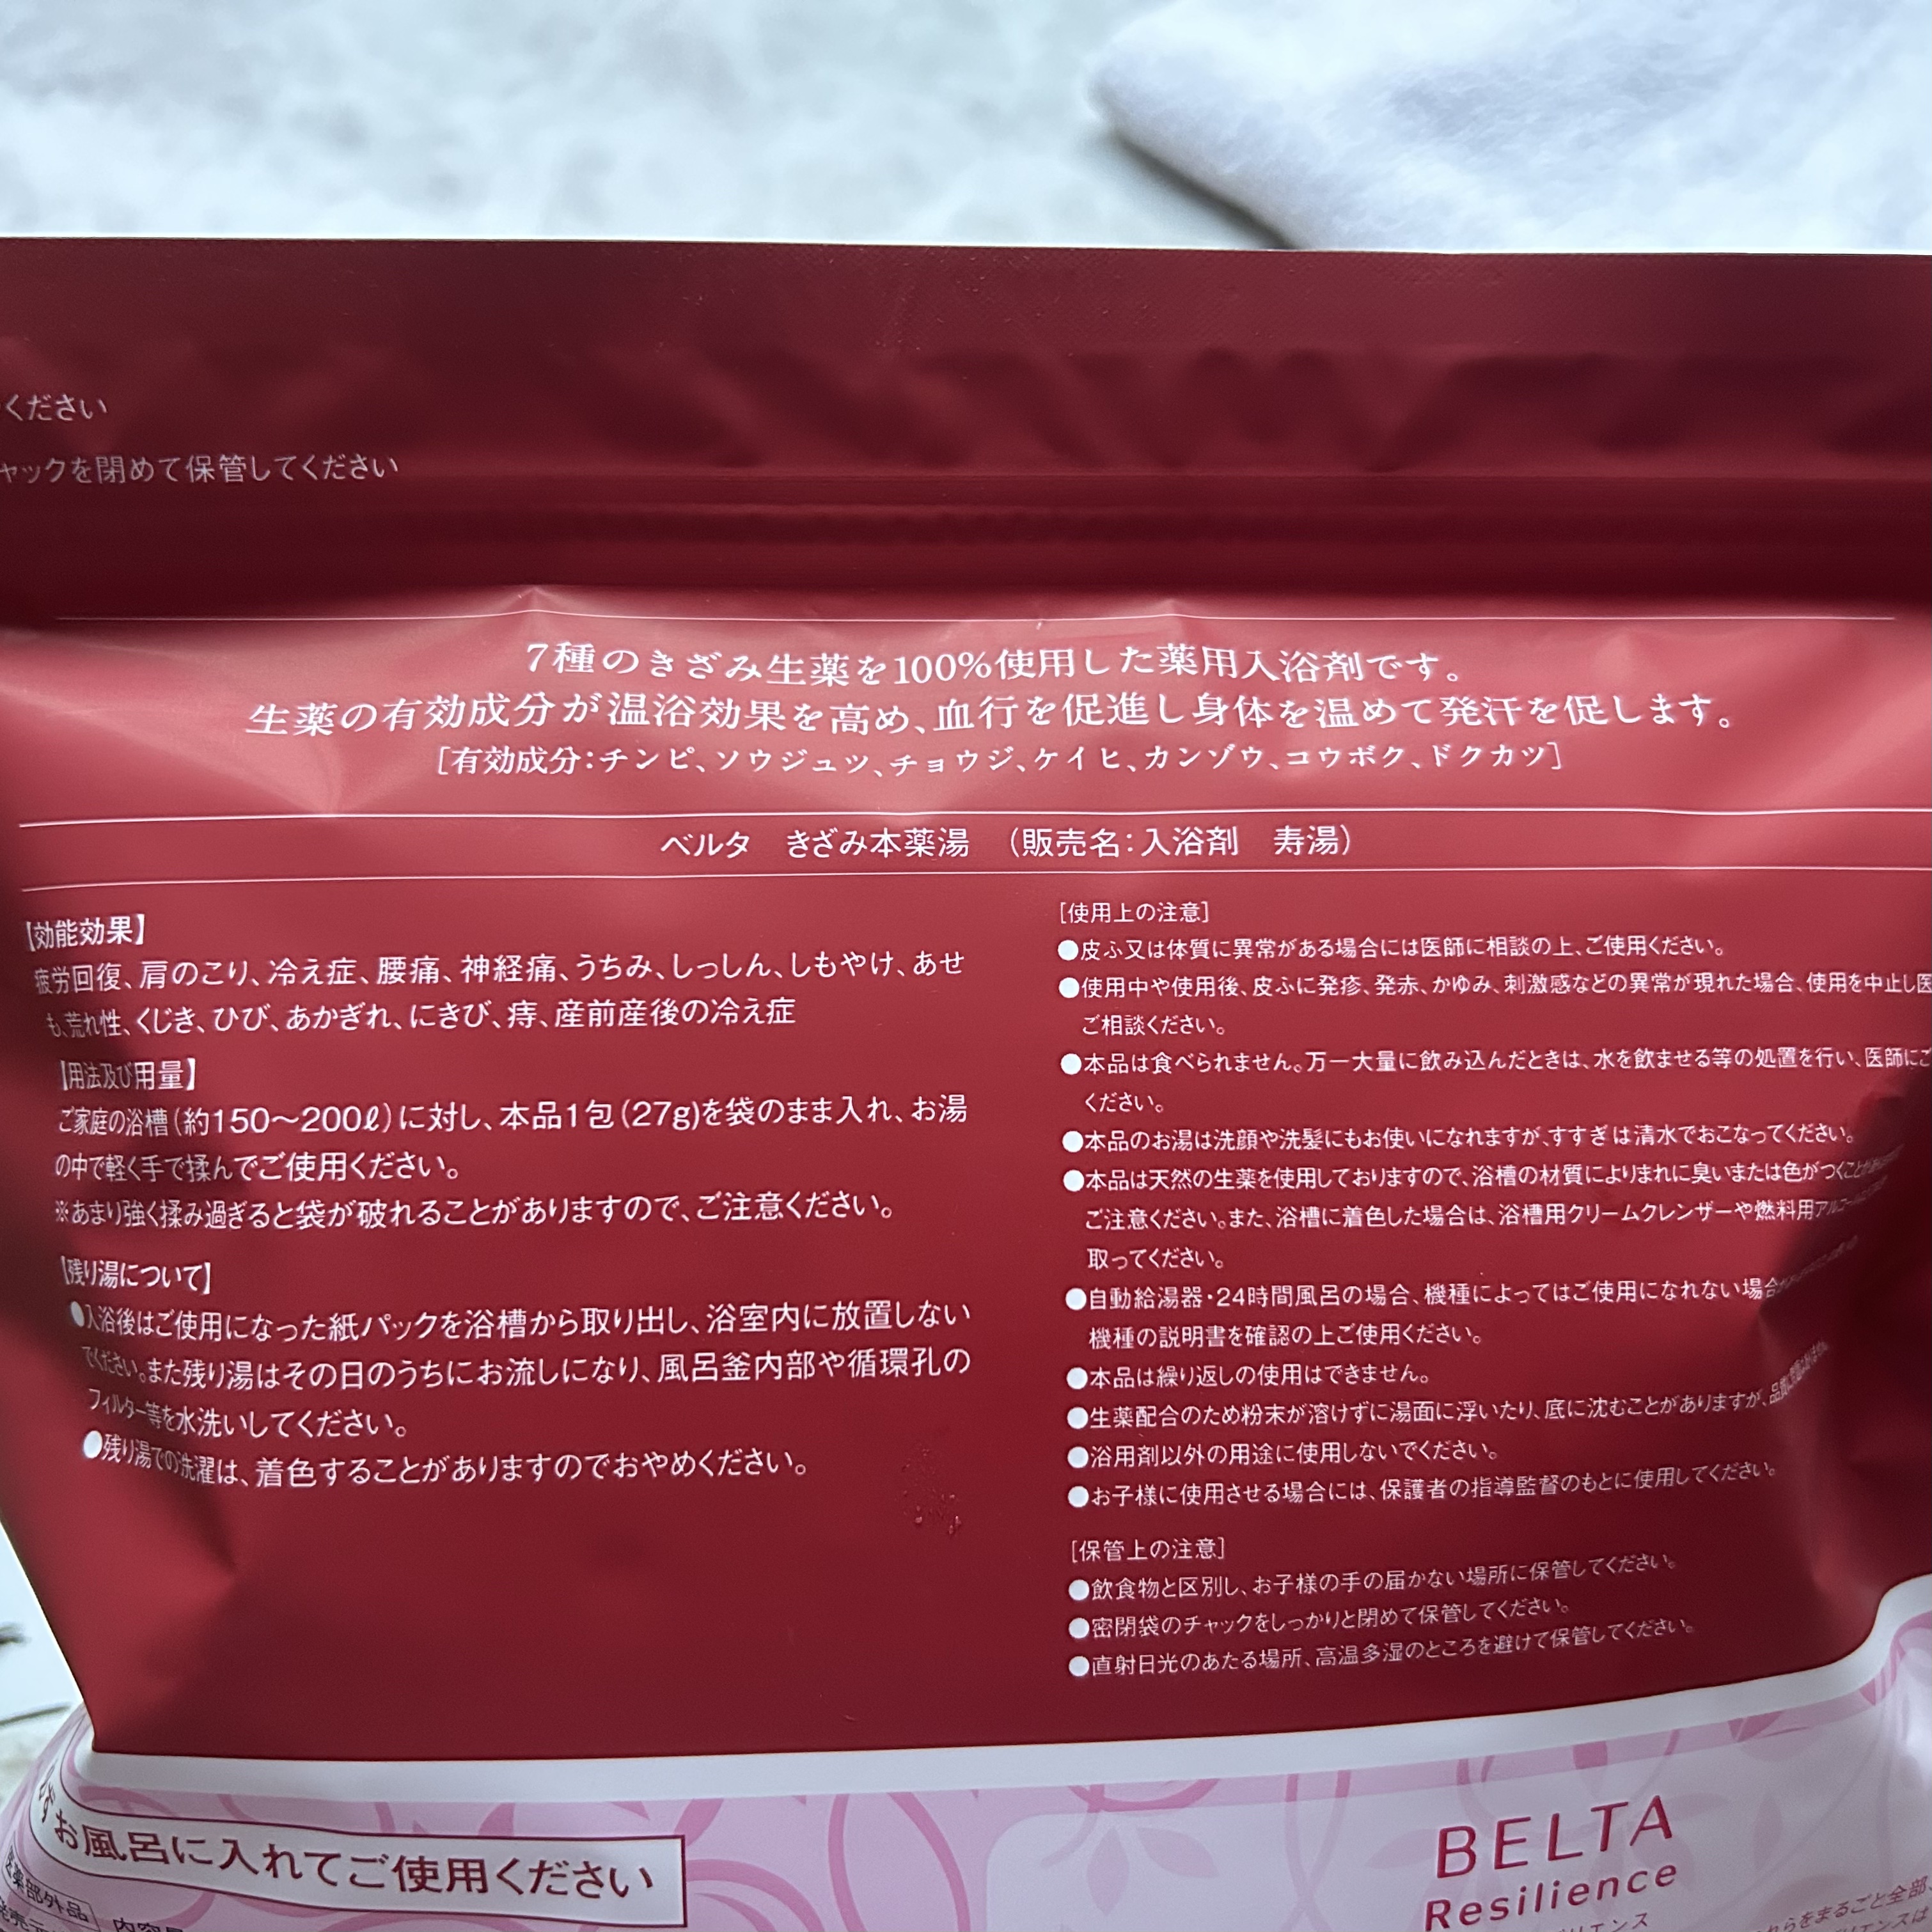 ください
ャックを閉めて保管してください
7種のきざみ生薬を100%使用した薬用入浴剤です。
生薬の有効成分が温浴効果を高め、血行を促進し身体を温めて発汗を促します。
[有効成分:チンピ、ソウジュツ、チョウジ、ケイヒ、カンゾウ、コウボク、ドクカツ]
ベルタ きざみ本薬湯 (販売名:入浴剤 寿湯)
【効能効果】
疲労回復、肩のこり、冷え症、腰痛、神経痛、うちみ、しっしん、しもやけ、あせ
も、荒れ性、くじき、ひび、あかぎれ、にきび、痔、産前産後の冷え症
【用法及び用量】
ご家庭の浴槽(約150〜200ℓ)に対し、本品1包(27g)を袋のまま入れ、お湯
の中で軽く手で揉んでご使用ください。
※あまり強く揉み過ぎると袋が破れることがありますので、ご注意ください。
【残り湯について】
●入浴後はご使用になった紙パックを浴槽から取り出し、浴室内に放置しない
でください。また残り湯はその日のうちにお流しになり、風呂釜内部や循環孔の
フィルター等を水洗いしてください。
●残り湯での洗濯は、着色することがありますのでおやめください。
[使用上の注意]
●皮ふ又は体質に異常がある場合には医師に相談の上、ご使用ください。
●使用中や使用後、皮ふに発疹、発赤、かゆみ、刺激感などの異常が現れた場合、使用を中止し医
ご相談ください。
●本品は食べられません。万一大量に飲み込んだときは、水を飲ませる等の処置を行い、医師にご
ください。
●本品のお湯は洗顔や洗髪にもお使いになれますが、すすぎは清水でおこなってください。
●本品は天然の生薬を使用しておりますので、浴槽の材質によりまれに臭いまたは色がつくこと
ご注意ください。また、浴槽に着色した場合は、浴槽用クリームクレンザーや燃料用アルコール
取ってください。
●自動給湯器・24時間風呂の場合、機種によってはご使用になれない場合
機種の説明書を確認の上ご使用ください。
●本品は繰り返しの使用はできません。
●生薬配合のため粉末が溶けずに湯面に浮いたり、底に沈むことがありますが、
●浴用剤以外の用途に使用しないでください。
●お子様に使用させる場合には、保護者の指導監督のもとに使用してください。
[保管上の注意]
●飲食物と区別し、お子様の手の届かない場所に保管してください。
●密閉袋のチャックをしっかりと閉めて保管してください。
●直射日光のあたる場所、高温多湿のところを避けて保管してください。
ずお風呂に入れてご使用ください
医薬部外品
内容量
発売元
BELTA
Resilience
リエンス
らをまるごと全部、